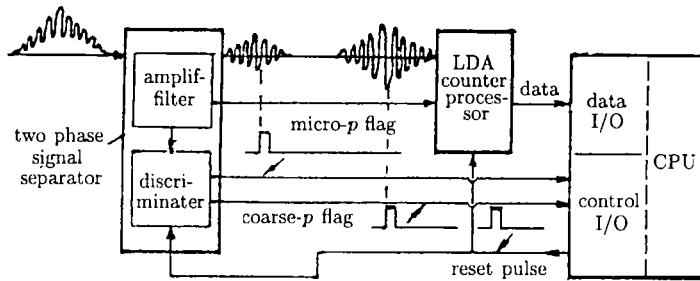 amplif-
filter
two phase
signal
separator
discri-
minater
micro-p flag
coarse-p flag
LDA
counter
proces-
sor
data
data
I/O
CPU
control
I/O
reset pulse